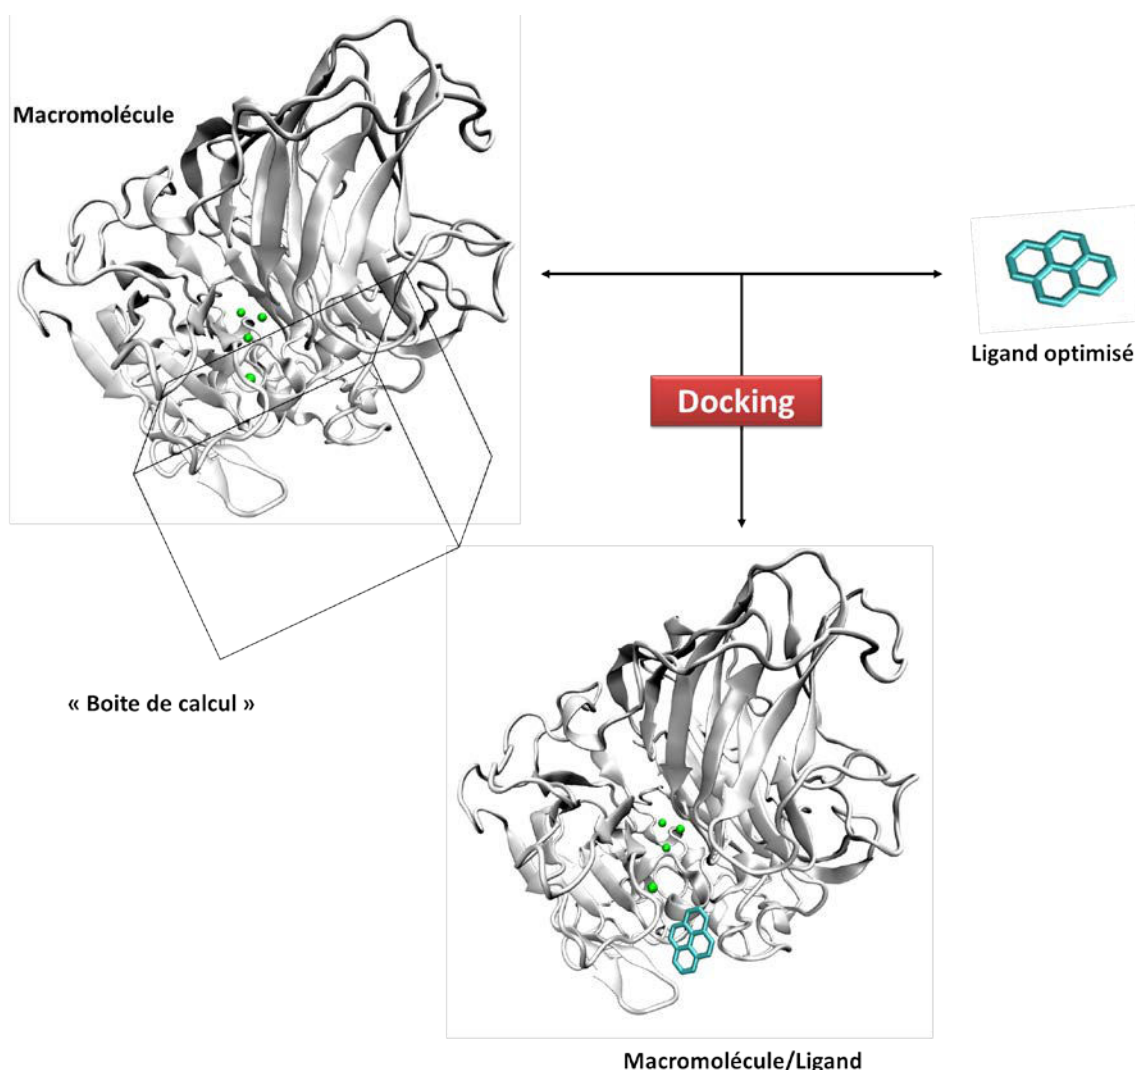 Macromolécule
Ligand optimisé
Docking
« Boite de calcul »
Macromolécule/Ligand